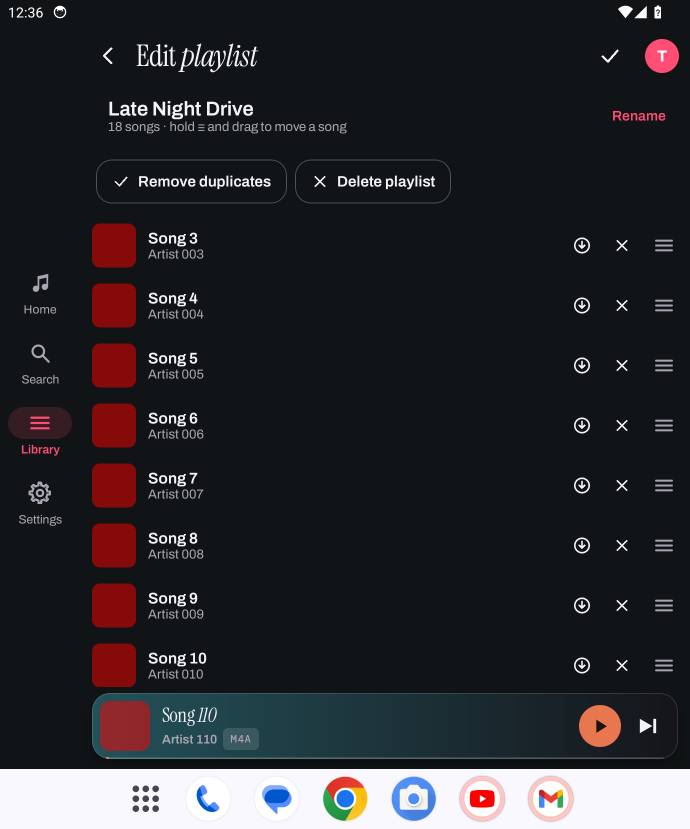 12:36
Edit playlist
T
Late Night Drive
18 songs · hold ≡ and drag to move a song
Rename
Remove duplicates
Delete playlist
Song 3
Artist 003
Song 4
Artist 004
Song 5
Artist 005
Song 6
Artist 006
Song 7
Artist 007
Song 8
Artist 008
Song 9
Artist 009
Song 10
Artist 010
Home
Search
Library
Settings
Song 110
Artist 110 M4A